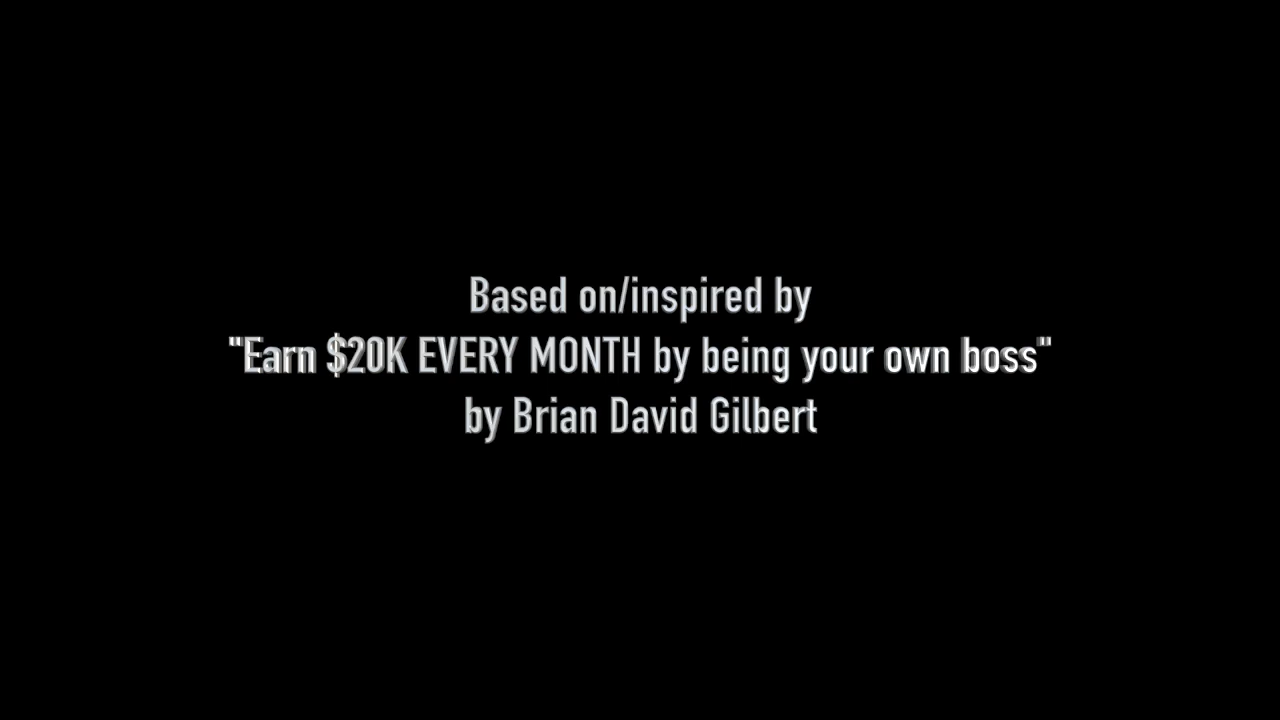 Based on/inspired by
"Earn $20K EVERY MONTH by being your own boss"
by Brian David Gilbert